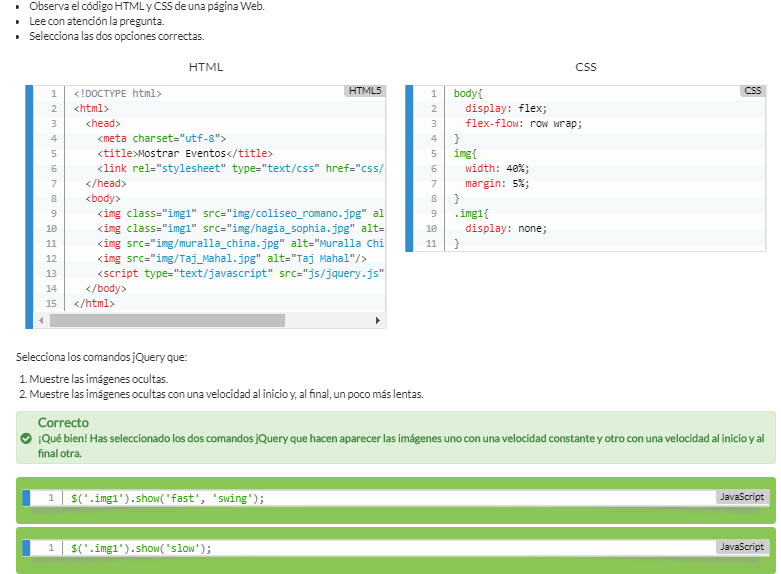 • Observa el código HTML y CSS de una página Web.
• Lee con atención la pregunta.
• Selecciona las dos opciones correctas.
HTML
HTML5
1 <!DOCTYPE html>
2 <html>
3 <head>
4 <meta charset="utf-8">
5 <title>Mostrar Eventos</title>
6 <link rel="stylesheet" type="text/css" href="css/
7 </head>
8 <body>
9 <img class="img1" src="img/coliseo_romano.jpg" al
10 <img class="img1" src="img/hagia_sophia.jpg" alt=
11 <img src="img/muralla_china.jpg" alt="Muralla Chi
12 <img src="img/Taj_Mahal.jpg" alt="Taj Mahal"/>
13 <script type="text/javascript" src="js/jquery.js"
14 </body>
15 </html>
CSS
CSS
1 body{
2 display: flex;
3 flex-flow: row wrap;
4 }
5 img{
6 width: 40%;
7 margin: 5%;
8 }
9 .img1{
10 display: none;
11 }
Selecciona los comandos jQuery que:
1. Muestre las imágenes ocultas.
2. Muestre las imágenes ocultas con una velocidad al inicio y, al final, un poco más lentas.
Correcto
¡Qué bien! Has seleccionado los dos comandos jQuery que hacen aparecer las imágenes uno con una velocidad constante y otro con una velocidad al inicio y al
final otra.
1 $('.img1').show('fast', 'swing');
JavaScript
1 $('.img1').show('slow');
JavaScript